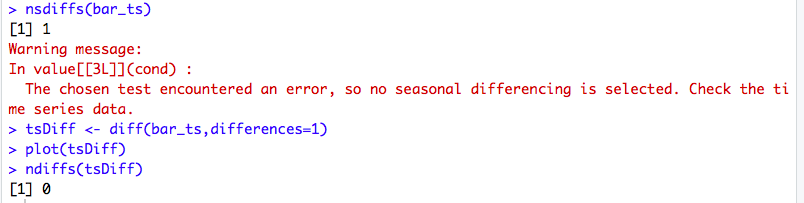 > nsdiffs(bar_ts)
[1] 1
Warning message:
In value[[3L]](cond) :
  The chosen test encountered an error, so no seasonal differencing is selected. Check the ti
me series data.
> tsDiff <- diff(bar_ts,differences=1)
> plot(tsDiff)
> ndiffs(tsDiff)
[1] 0